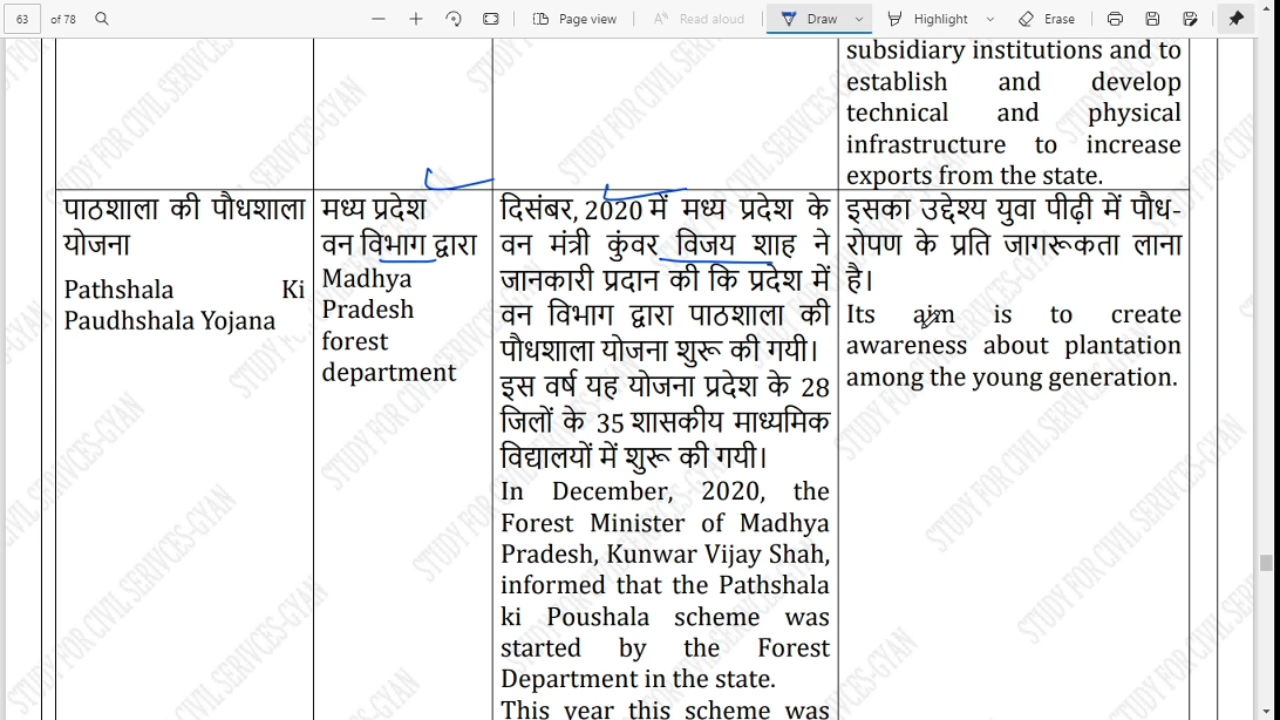 63 of 78
Page view
Read aloud
Draw
Highlight
Erase
subsidiary institutions and to
establish and develop
technical and physical
infrastructure to increase
exports from the state.
पाठशाला की पौधशाला
योजना
Pathshala Ki
Paudhshala Yojana
मध्य प्रदेश
वन विभाग द्वारा
Madhya
Pradesh
forest
department
दिसंबर, 2020 में मध्य प्रदेश के
वन मंत्री कुंवर विजय शाह ने
जानकारी प्रदान की कि प्रदेश में
वन विभाग द्वारा पाठशाला की
पौधशाला योजना शुरू की गयी।
इस वर्ष यह योजना प्रदेश के 28
जिलों के 35 शासकीय माध्यमिक
विद्यालयों में शुरू की गयी।
In December, 2020, the
Forest Minister of Madhya
Pradesh, Kunwar Vijay Shah,
informed that the Pathshala
ki Poushala scheme was
started by the Forest
Department in the state.
This year this scheme was
इसका उद्देश्य युवा पीढ़ी में पौध-
रोपण के प्रति जागरूकता लाना
है।
Its aim is to create
awareness about plantation
among the young generation.
STUDY FOR CIVIL SERIVCES-GYAN